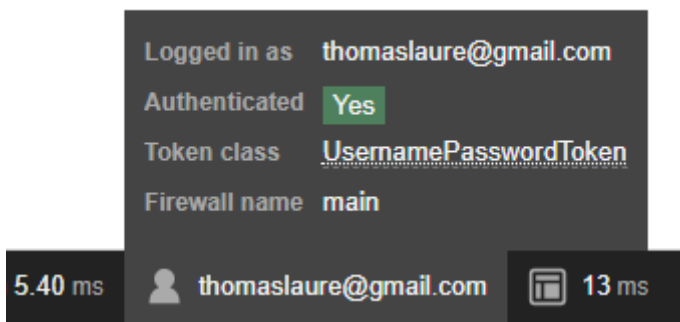 Logged in as thomaslaure@gmail.com
Authenticated Yes
Token class UsernamePasswordToken
Firewall name main
5.40 ms thomaslaure@gmail.com 13 ms